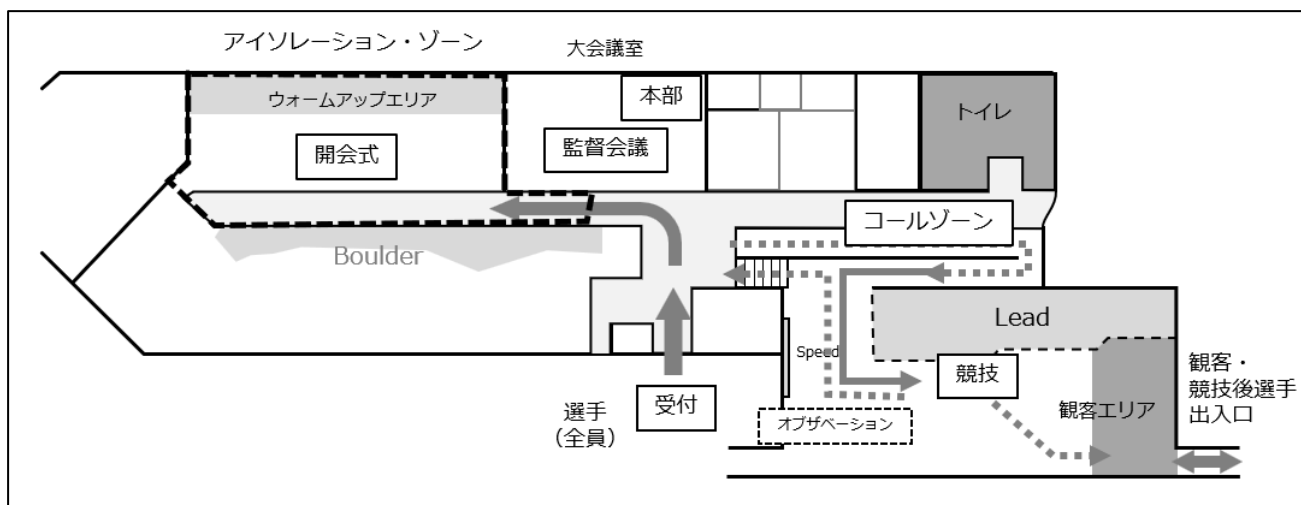 アイソレーション・ゾーン
大会議室
ウォームアップエリア
本部
トイレ
開会式
監督会議
コールゾーン
Boulder
Lead
Speed
競技
観客・
競技後選手
出入口
受付
選手
（全員）
オブザベーション
観客エリア